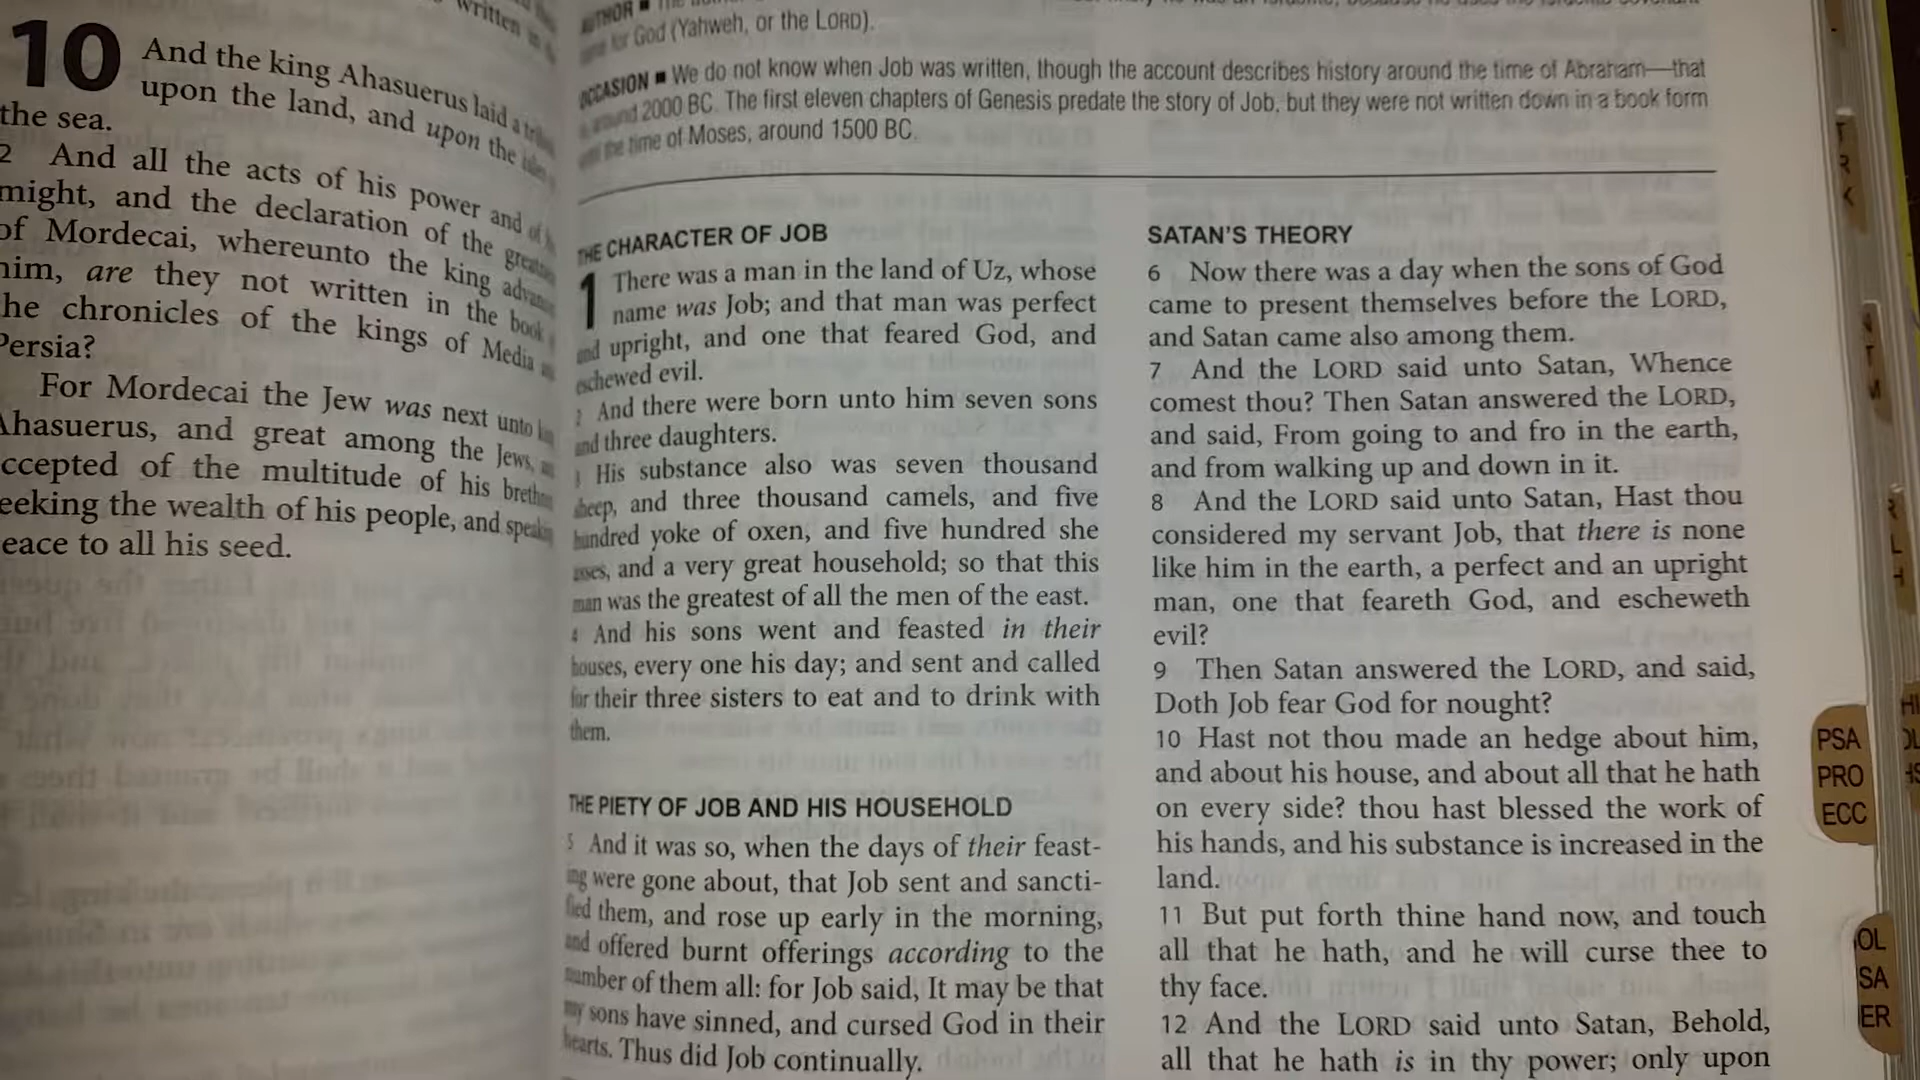 written
10 And the king Ahasuerus laid a
upon the land, and upon the
the sea.
2 And all the acts of his power and of
might, and the declaration of the
of Mordecai, whereunto the king
him, are they not written in the book
the chronicles of the kings of Media
Persia?
For Mordecai the Jew was next unto
Ahasuerus, and great among the Jews,
ccepted of the multitude of his
eeking the wealth of his people, and
eace to all his seed.
for God (Yahweh, or the LORD).
OCCASION ■ We do not know when Job was written, though the account describes history around the time of Abraham—that
around 2000 BC. The first eleven chapters of Genesis predate the story of Job, but they were not written down in a book form
the time of Moses, around 1500 BC.
THE CHARACTER OF JOB
1 There was a man in the land of Uz, whose
name was Job; and that man was perfect
and upright, and one that feared God, and
eschewed evil.
2 And there were born unto him seven sons
and three daughters.
3 His substance also was seven thousand
sheep, and three thousand camels, and five
hundred yoke of oxen, and five hundred she
asses, and a very great household; so that this
man was the greatest of all the men of the east.
4 And his sons went and feasted in their
houses, every one his day; and sent and called
for their three sisters to eat and to drink with
them.
THE PIETY OF JOB AND HIS HOUSEHOLD
5 And it was so, when the days of their feast-
ing were gone about, that Job sent and sancti-
fied them, and rose up early in the morning,
and offered burnt offerings according to the
number of them all: for Job said, It may be that
my sons have sinned, and cursed God in their
hearts. Thus did Job continually.
SATAN'S THEORY
6 Now there was a day when the sons of God
came to present themselves before the LORD,
and Satan came also among them.
7 And the LORD said unto Satan, Whence
comest thou? Then Satan answered the LORD,
and said, From going to and fro in the earth,
and from walking up and down in it.
8 And the LORD said unto Satan, Hast thou
considered my servant Job, that there is none
like him in the earth, a perfect and an upright
man, one that feareth God, and escheweth
evil?
9 Then Satan answered the LORD, and said,
Doth Job fear God for nought?
10 Hast not thou made an hedge about him,
and about his house, and about all that he hath
on every side? thou hast blessed the work of
his hands, and his substance is increased in the
land.
11 But put forth thine hand now, and touch
all that he hath, and he will curse thee to
thy face.
12 And the LORD said unto Satan, Behold,
all that he hath is in thy power; only upon
PSA
PRO
ECC
OL
SA
ER